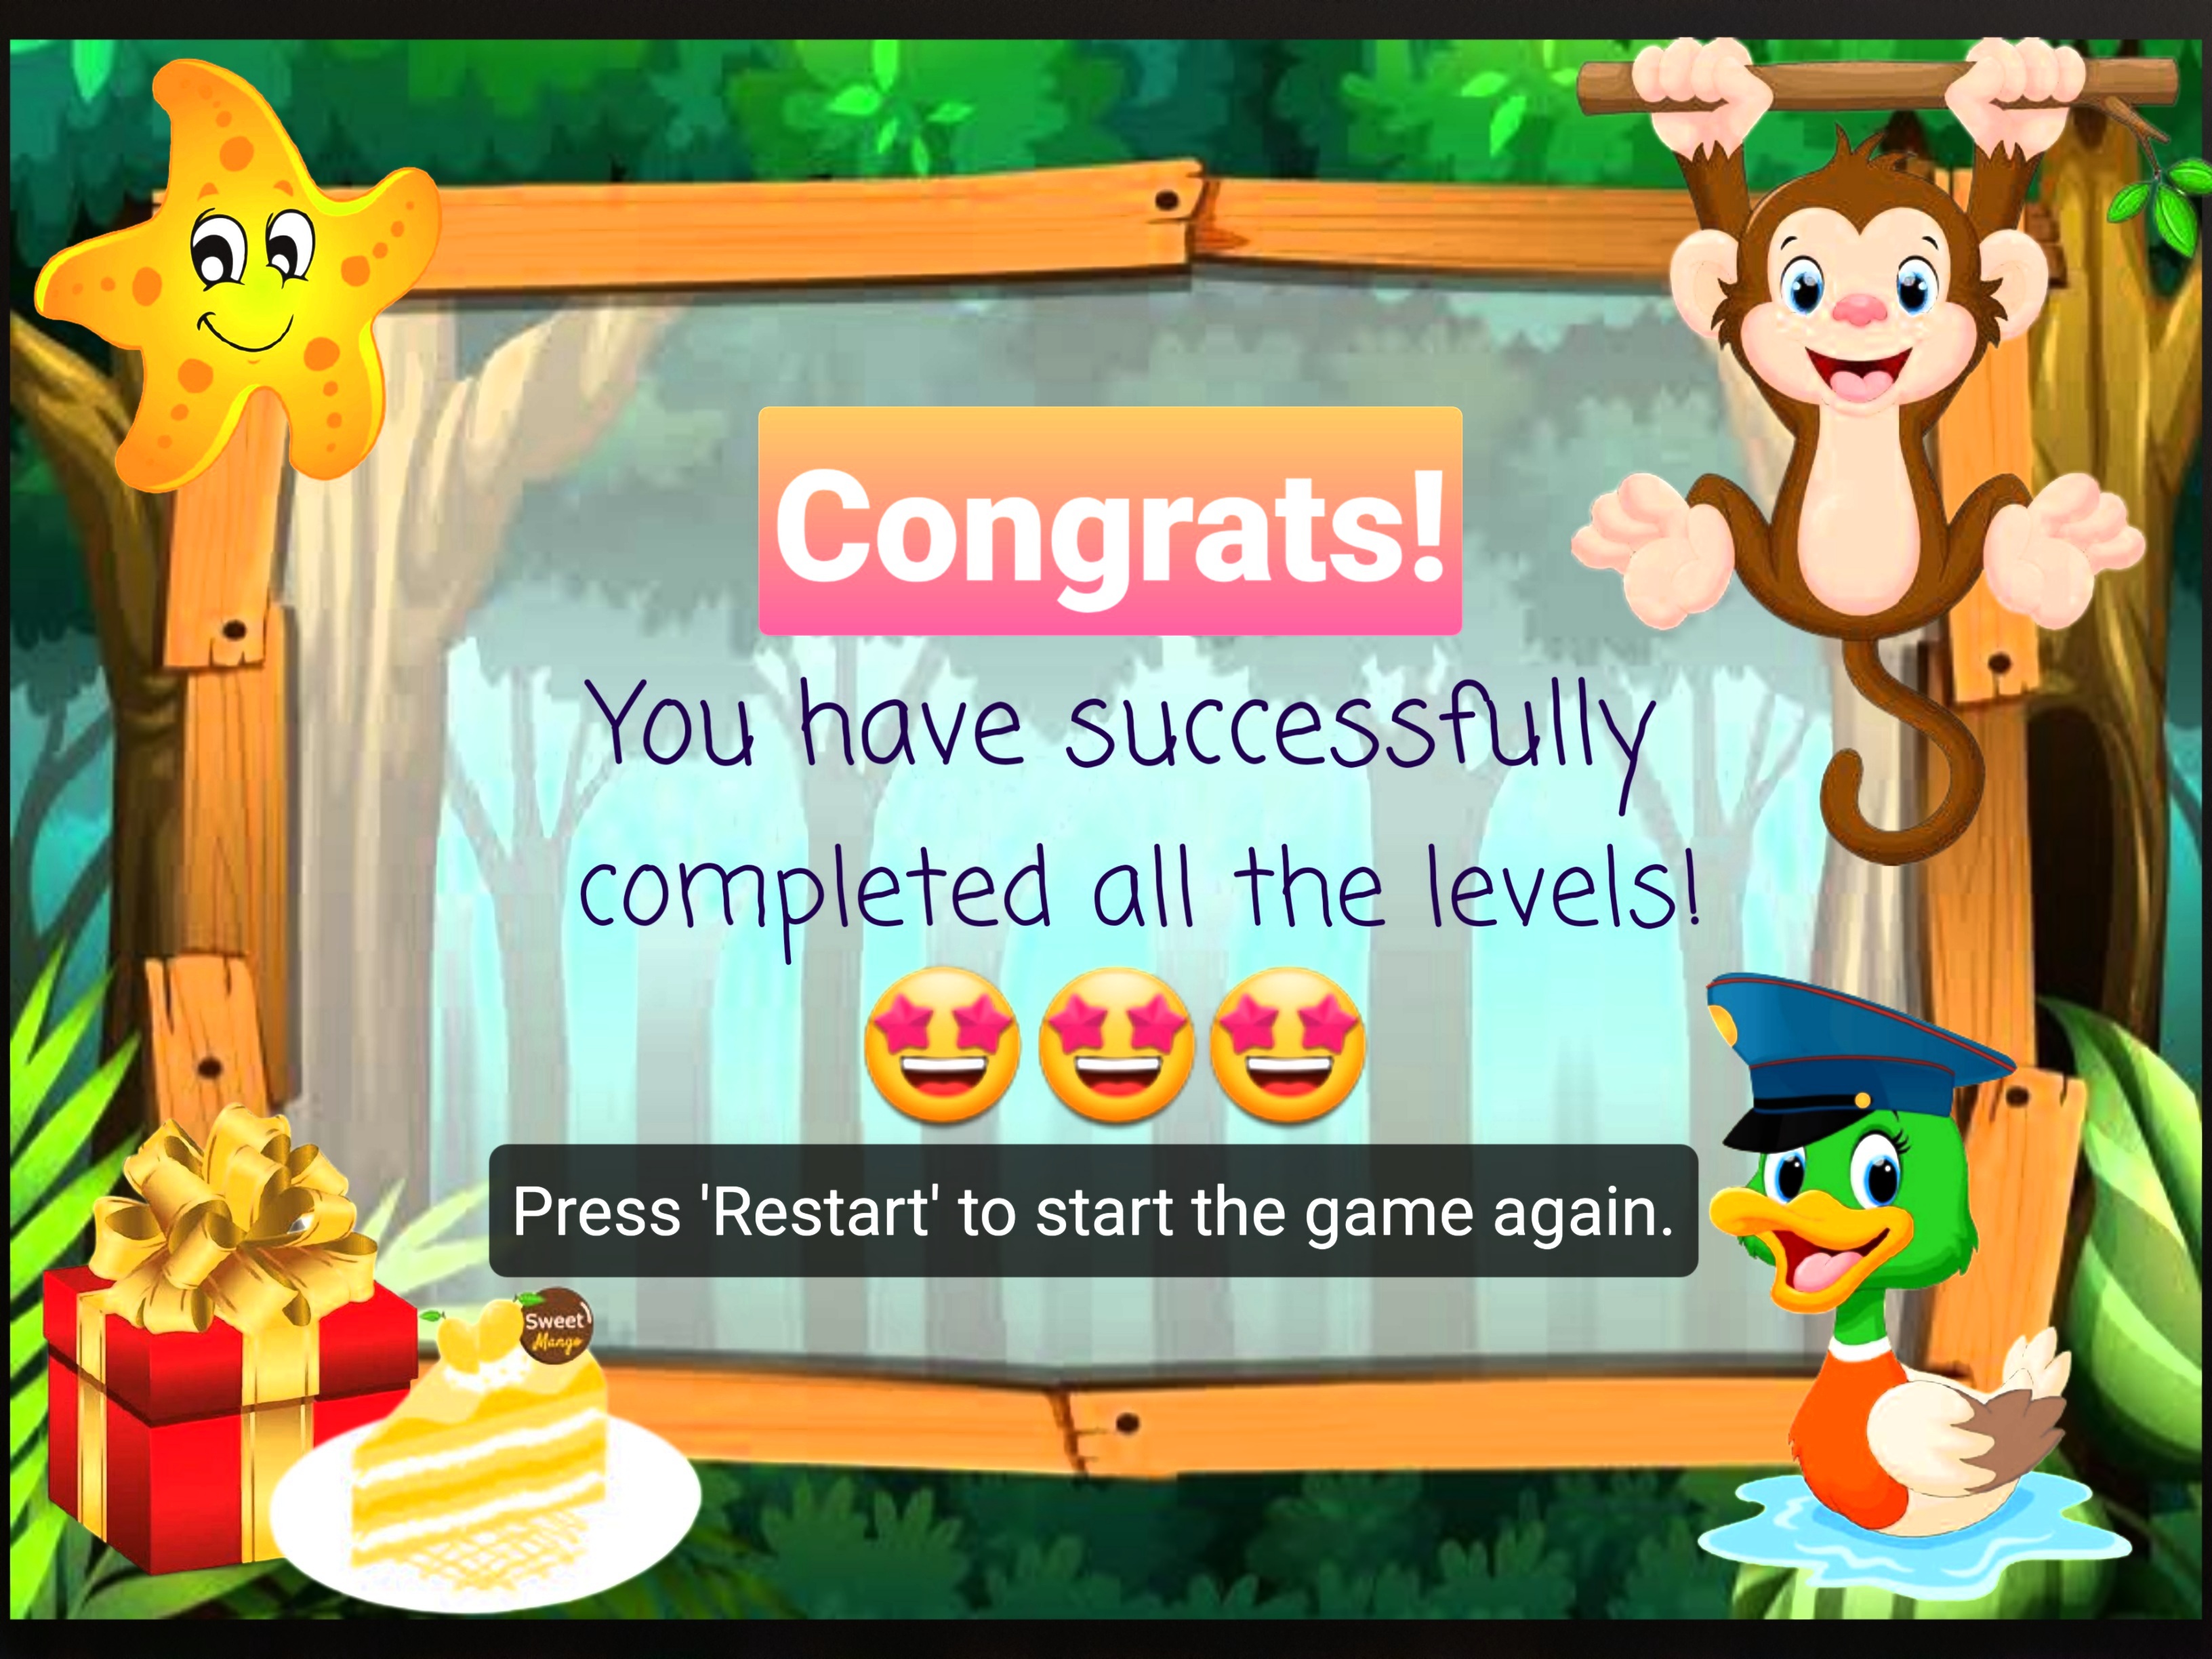 Congrats!
You have successfully
completed all the levels!
🤩🤩🤩
Press 'Restart' to start the game again.
Sweet
Mango